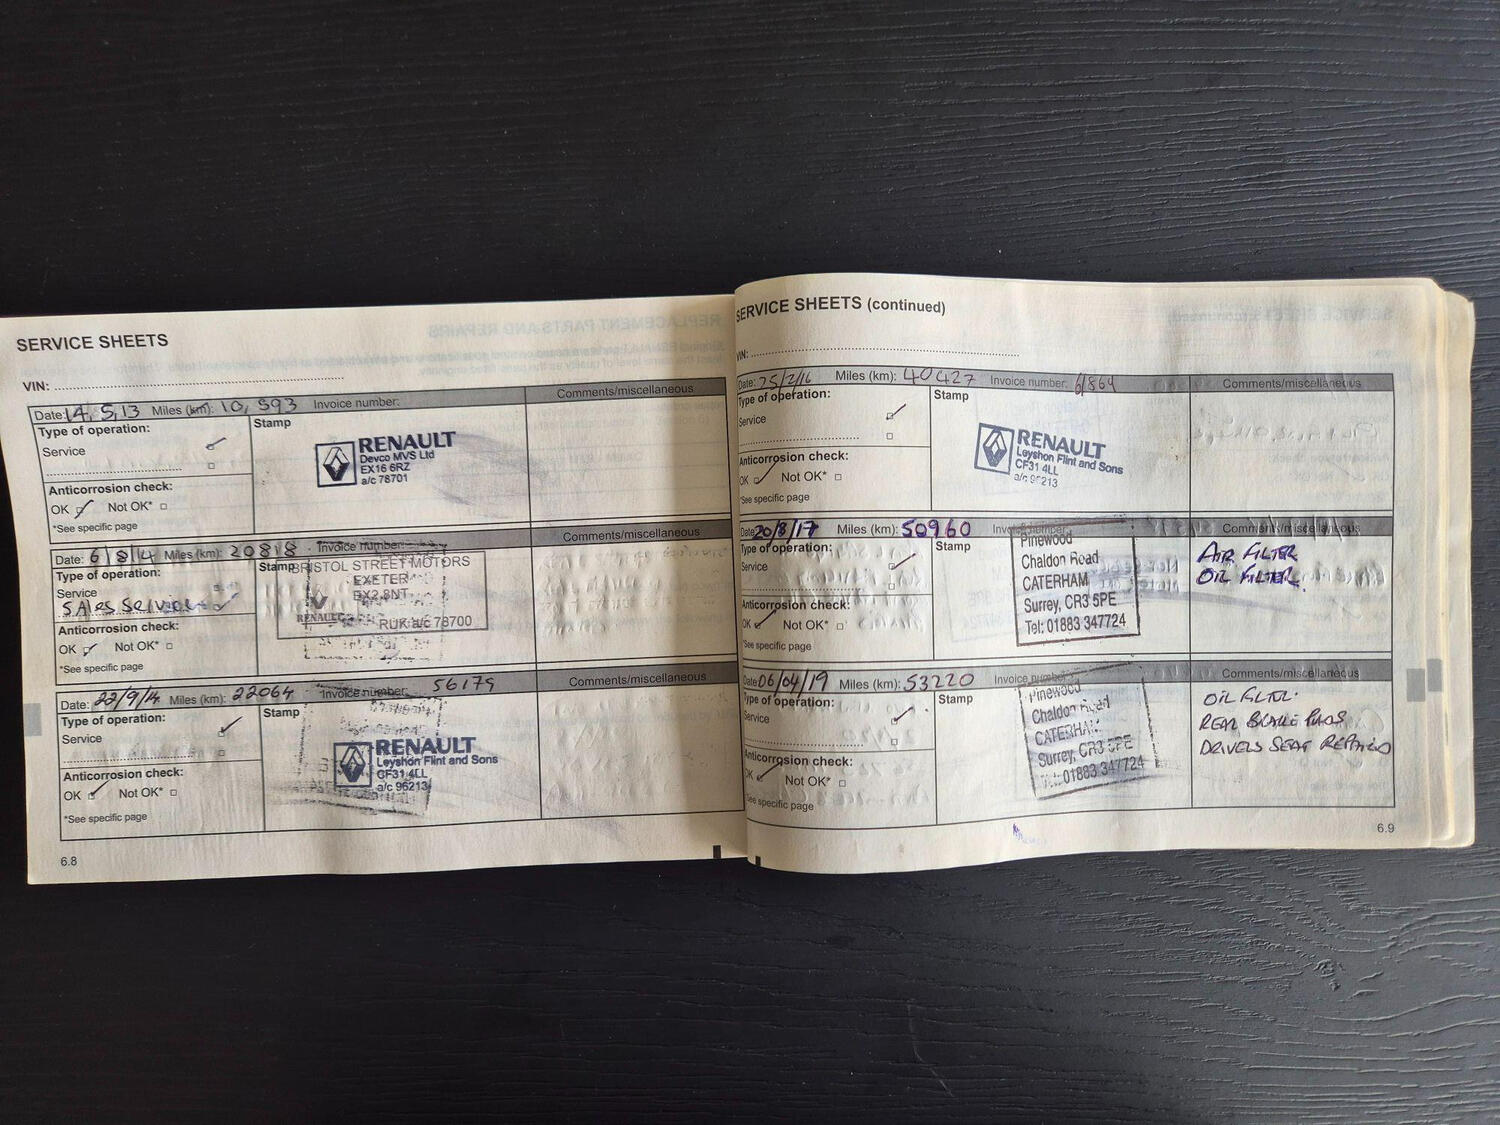 SERVICE SHEETS
VIN:
Date: 14.5.13 Miles (km): 10,593 Invoice number:
Comments/miscellaneous
Type of operation:
Service
Stamp
RENAULT
Devco MVS Ltd
EX16 6RZ
a/c 78701
Anticorrosion check:
OK Not OK*
*See specific page
Date: 6/8/14 Miles (km): 20818 Invoice number:
Comments/miscellaneous
Type of operation:
Service
Stamp
BRISTOL STREET MOTORS
EXETER
EX2 8NT
RENAULT
RUK a/c 78700
Anticorrosion check:
OK Not OK*
*See specific page
Date: 22/9/14 Miles (km): 22064 Invoice number: 56179
Comments/miscellaneous
Type of operation:
Service
Stamp
RENAULT
Leyshon Flint and Sons
CF31 4LL
a/c 96213
Anticorrosion check:
OK Not OK*
*See specific page
6.8
SERVICE SHEETS (continued)
VIN:
Date: 25/2/16 Miles (km): 40427 Invoice number: 61864
Comments/miscellaneous
Type of operation:
Service
Stamp
RENAULT
Leyshon Flint and Sons
CF31 4LL
a/c 96213
Anticorrosion check:
OK Not OK*
*See specific page
Date: 20/8/17 Miles (km): 50960 Invoice number:
Comments/miscellaneous
Type of operation:
Service
Stamp
Pinewood
Chaldon Road
CATERHAM
Surrey, CR3 5PE
Tel: 01883 347724
AIR FILTER
OIL FILTER.
Anticorrosion check:
OK Not OK*
*See specific page
Date: 06/04/19 Miles (km): 53220 Invoice number:
Comments/miscellaneous
Type of operation:
Service
Stamp
Pinewood
Chaldon Road
CATERHAM
Surrey, CR3 5PE
Tel: 01883 347724
OIL FILTER.
REAR BRAKE PADS
DRIVERS SEAT REPAIRED
Anticorrosion check:
OK Not OK*
*See specific page
6.9